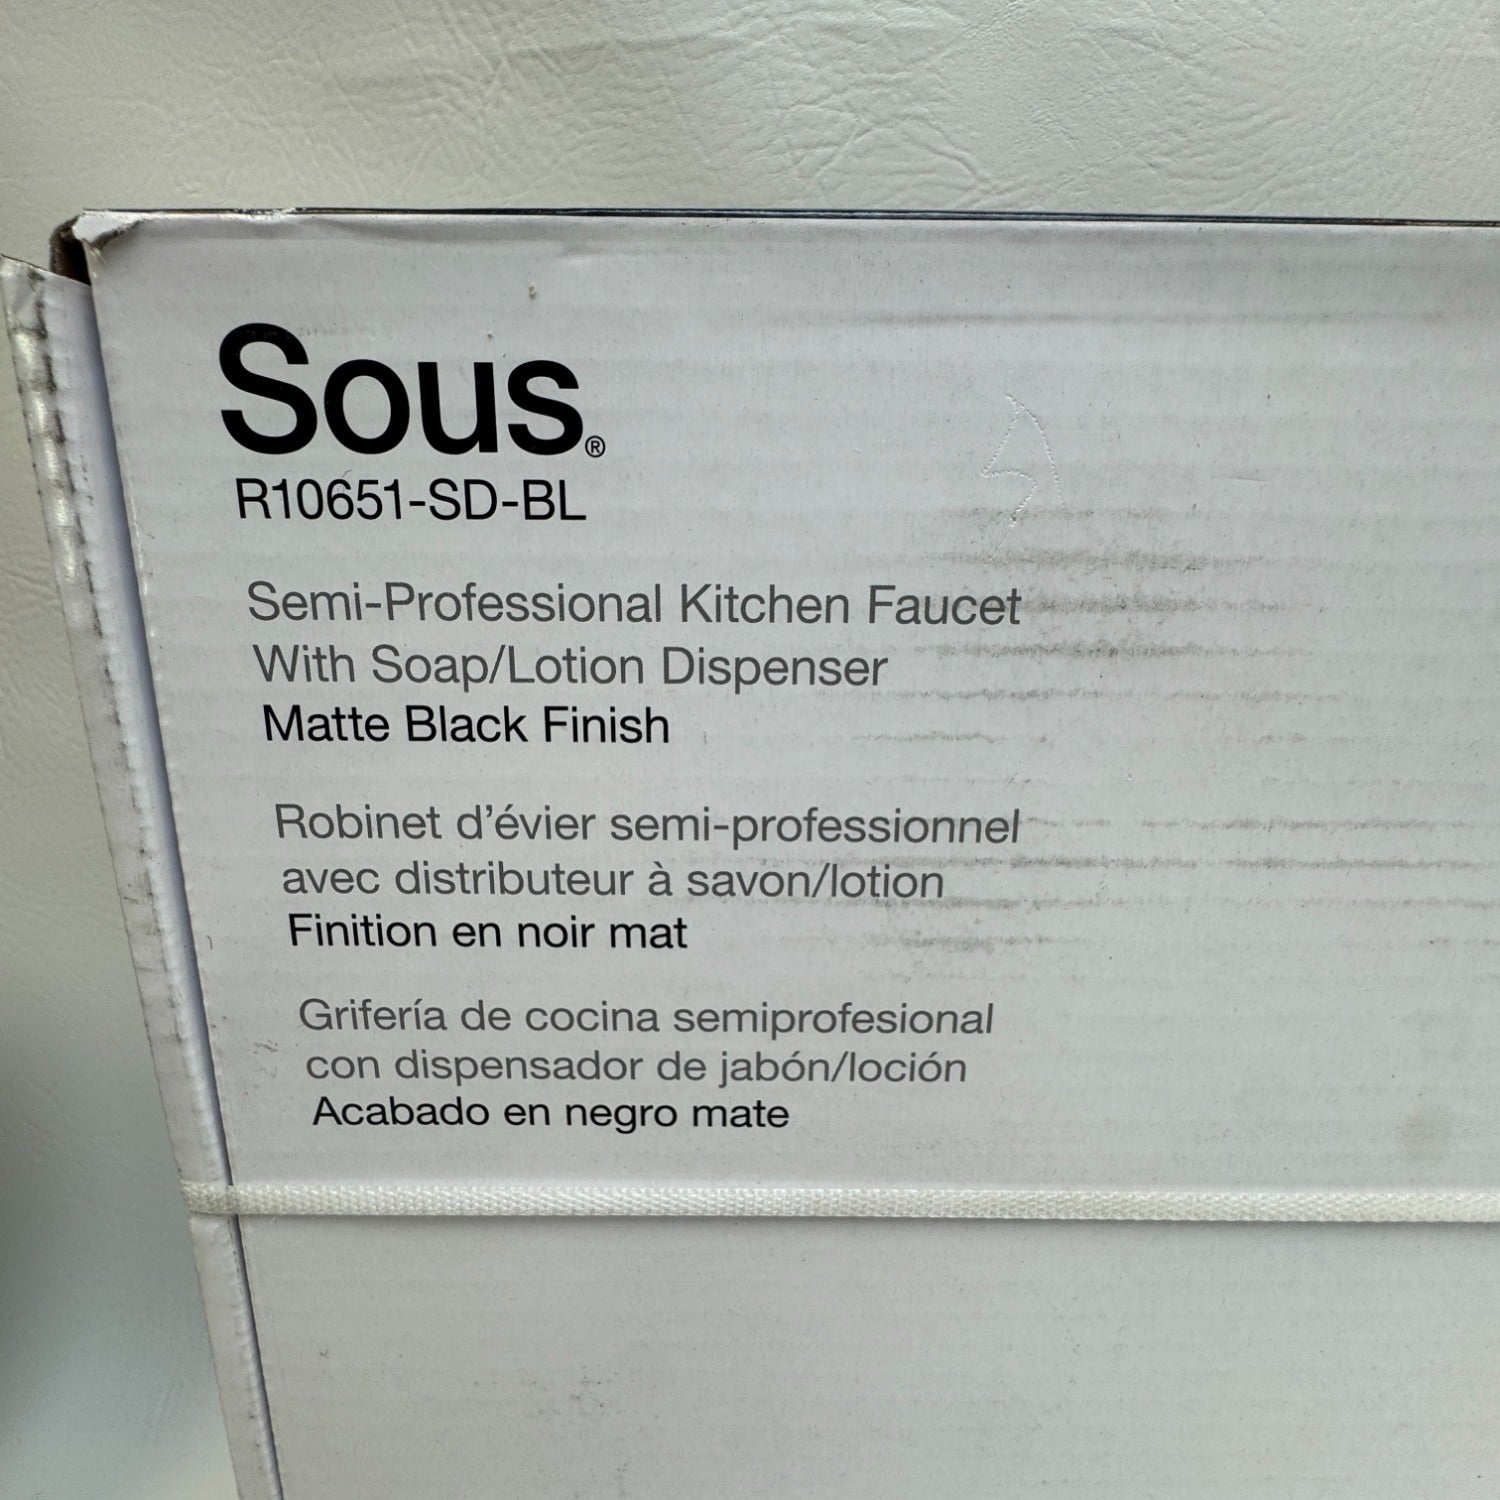 Sous®
R10651-SD-BL
Semi-Professional Kitchen Faucet
With Soap/Lotion Dispenser
Matte Black Finish
Robinet d'évier semi-professionnel
avec distributeur à savon/lotion
Finition en noir mat
Grifería de cocina semiprofesional
con dispensador de jabón/loción
Acabado en negro mate